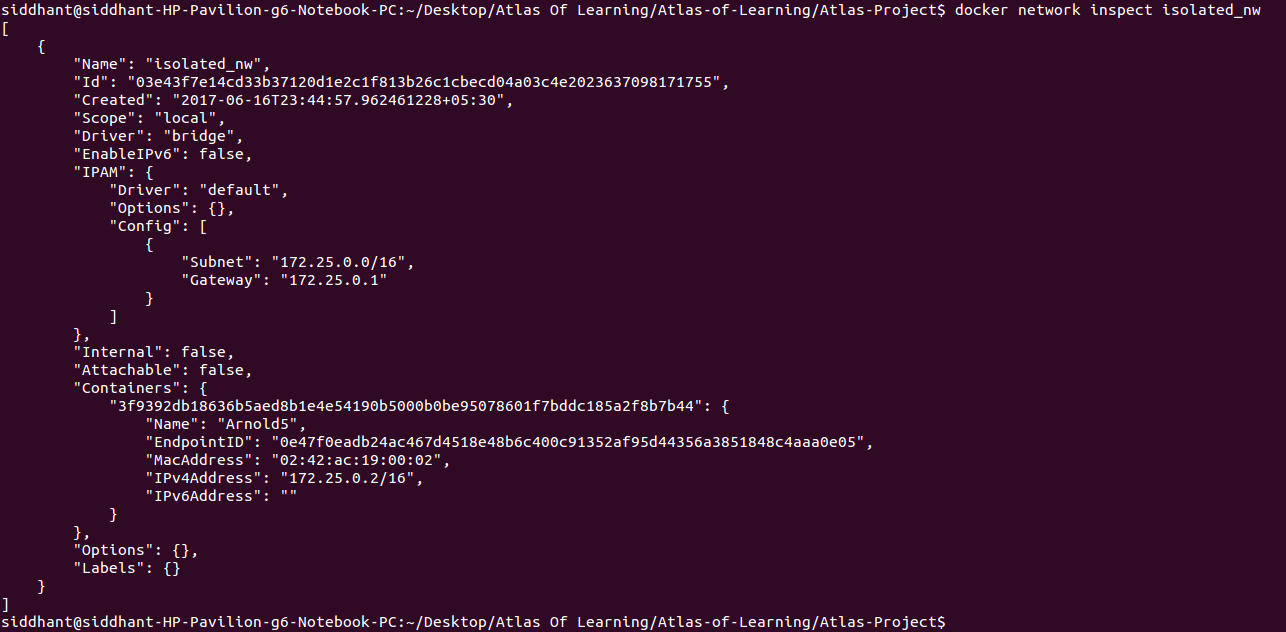 siddhant@siddhant-HP-Pavilion-g6-Notebook-PC:~/Desktop/Atlas Of Learning/Atlas-of-Learning/Atlas-Project$ docker network inspect isolated_nw
[
    {
        "Name": "isolated_nw",
        "Id": "03e43f7e14cd33b37120d1e2c1f813b26c1cbecd04a03c4e2023637098171755",
        "Created": "2017-06-16T23:44:57.962461228+05:30",
        "Scope": "local",
        "Driver": "bridge",
        "EnableIPv6": false,
        "IPAM": {
            "Driver": "default",
            "Options": {},
            "Config": [
                {
                    "Subnet": "172.25.0.0/16",
                    "Gateway": "172.25.0.1"
                }
            ]
        },
        "Internal": false,
        "Attachable": false,
        "Containers": {
            "3f9392db18636b5aed8b1e4e54190b5000b0be95078601f7bddc185a2f8b7b44": {
                "Name": "Arnold5",
                "EndpointID": "0e47f0eadb24ac467d4518e48b6c400c91352af95d44356a3851848c4aaa0e05",
                "MacAddress": "02:42:ac:19:00:02",
                "IPv4Address": "172.25.0.2/16",
                "IPv6Address": ""
            }
        },
        "Options": {},
        "Labels": {}
    }
]
siddhant@siddhant-HP-Pavilion-g6-Notebook-PC:~/Desktop/Atlas Of Learning/Atlas-of-Learning/Atlas-Project$